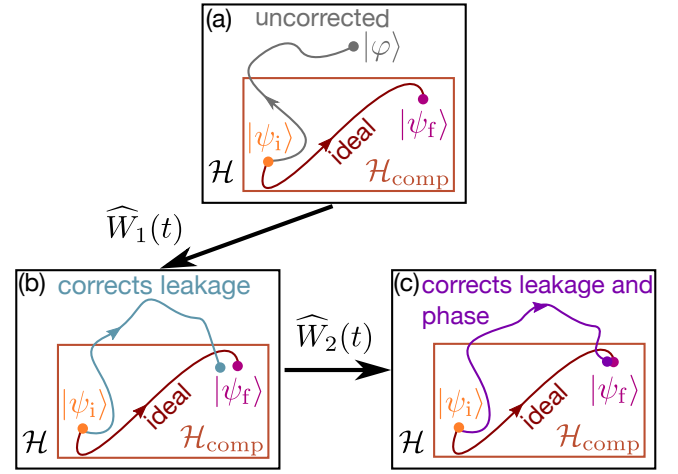 (a) uncorrected
|φ⟩
|ψ_i⟩
|ψ_f⟩
ideal
ℋ
ℋ_comp
Ŵ_1(t)
(b) corrects leakage
|ψ_i⟩
|ψ_f⟩
ideal
ℋ
ℋ_comp
Ŵ_2(t)
(c) corrects leakage and
phase
|ψ_i⟩
|ψ_f⟩
ideal
ℋ
ℋ_comp